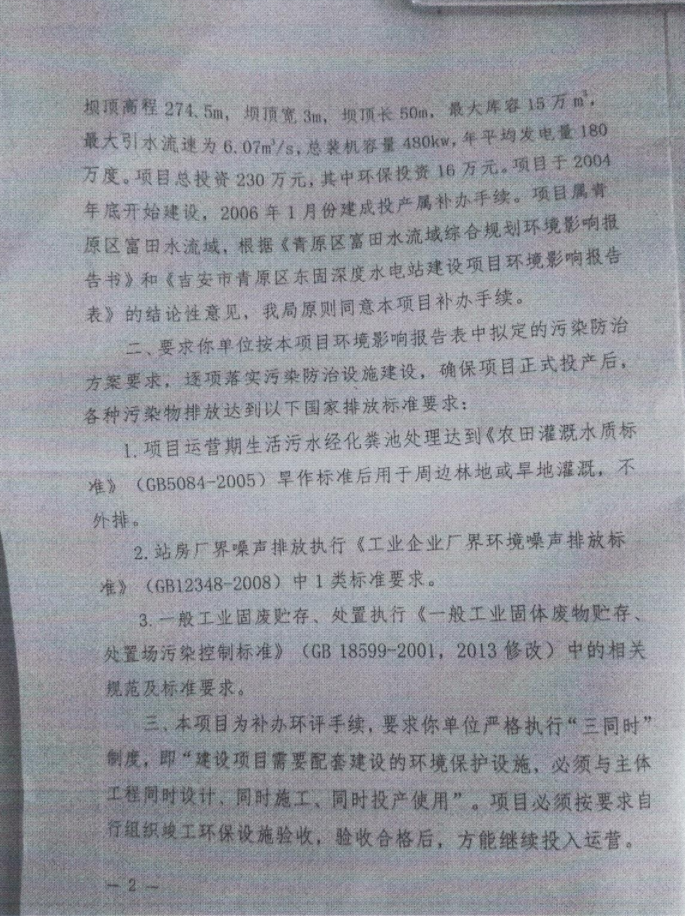 坝顶高程 274.5m，坝顶宽 3m，坝顶长 50m，最大库容 15 万 m³，
最大引水流速为 6.07m³/s，总装机容量 480kw，年平均发电量 180
万度。项目总投资 230 万元，其中环保投资 16 万元。项目于 2004
年底开始建设，2006 年 1 月份建成投产属补办手续。项目属青
原区富田水流域，根据《青原区富田水流域综合规划环境影响报
告书》和《吉安市青原区东固深度水电站建设项目环境影响报告
表》的结论性意见，我局原则同意本项目补办手续。
二、要求你单位按本项目环境影响报告表中拟定的污染防治
方案要求，逐项落实污染防治设施建设，确保项目正式投产后，
各种污染物排放达到以下国家排放标准要求：
1.项目运营期生活污水经化粪池处理达到《农田灌溉水质标
准》（GB5084-2005）旱作标准后用于周边林地或旱地灌溉，不
外排。
2.站房厂界噪声排放执行《工业企业厂界环境噪声排放标
准》（GB12348-2008）中 1 类标准要求。
3.一般工业固废贮存、处置执行《一般工业固体废物贮存、
处置场污染控制标准》（GB 18599-2001，2013 修改）中的相关
规范及标准要求。
三、本项目为补办环评手续，要求你单位严格执行“三同时”
制度，即“建设项目需要配套建设的环境保护设施，必须与主体
工程同时设计、同时施工、同时投产使用”。项目必须按要求自
行组织竣工环保设施验收，验收合格后，方能继续投入运营。
— 2 —